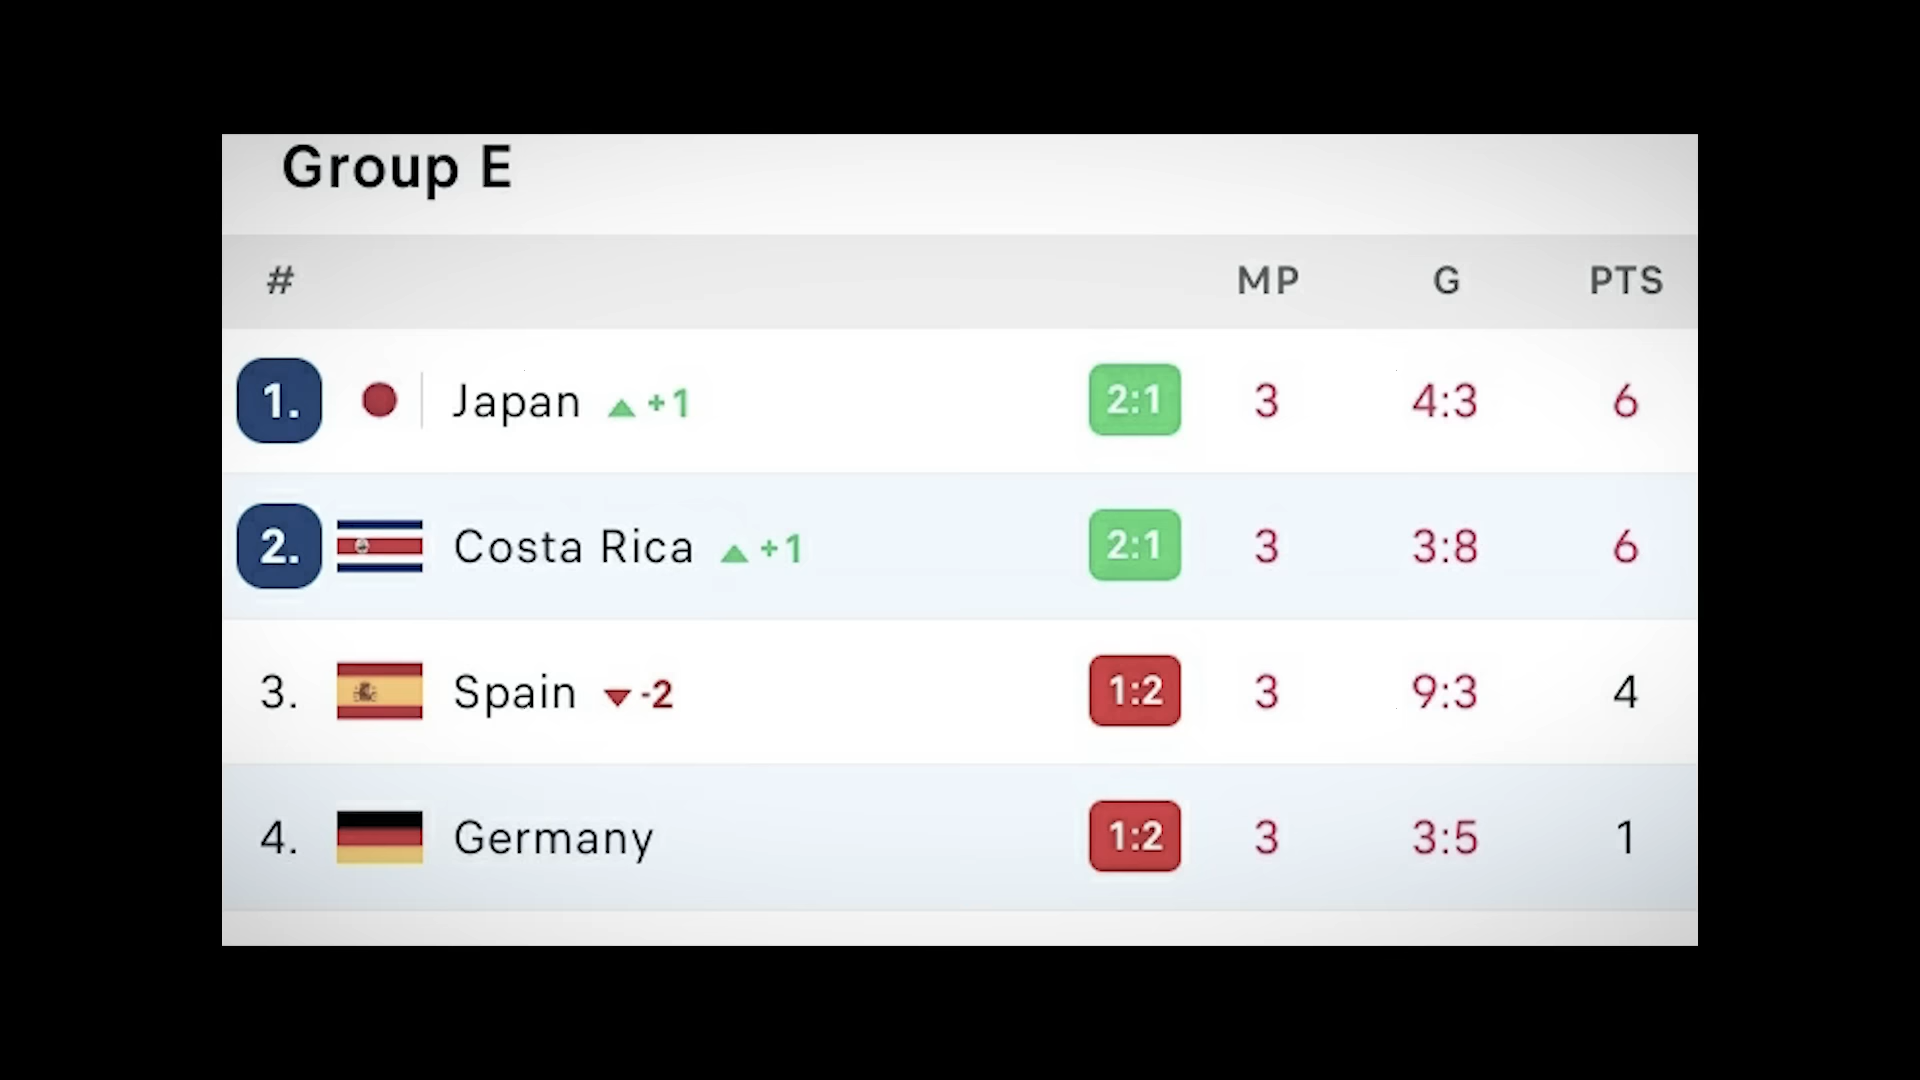 Group E
# MP G PTS
1. Japan ▲ +1 2:1 3 4:3 6
2. Costa Rica ▲ +1 2:1 3 3:8 6
3. Spain ▼ -2 1:2 3 9:3 4
4. Germany 1:2 3 3:5 1